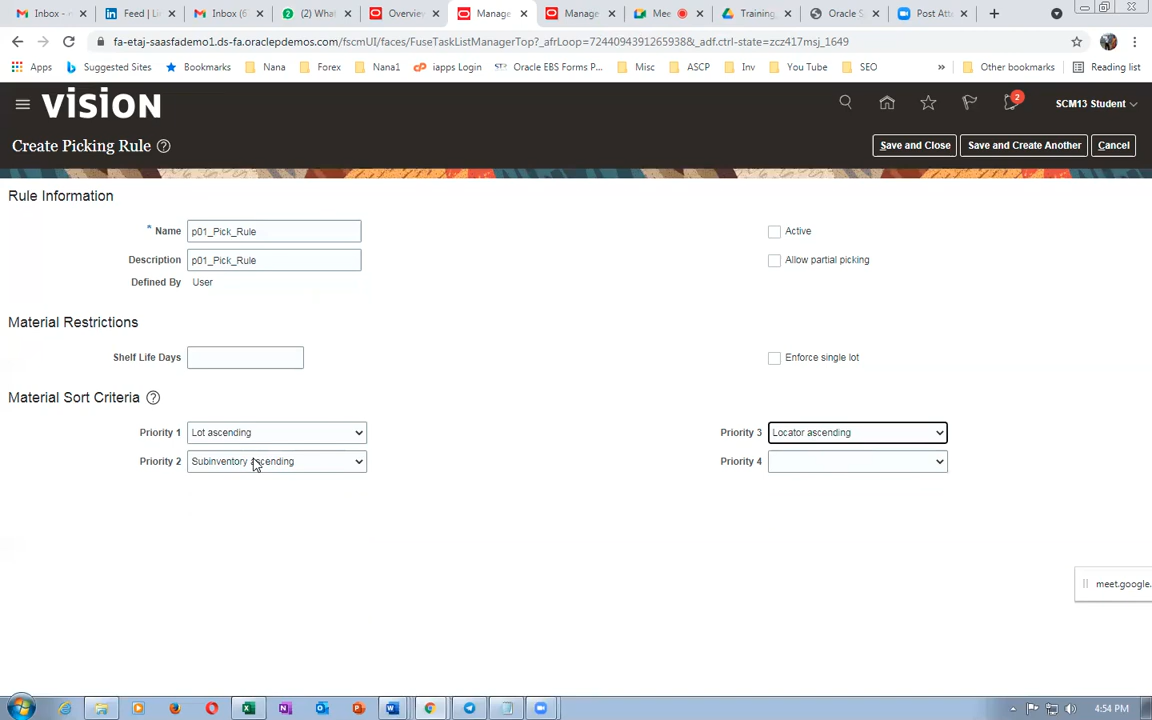 Inbox - r
Feed | Li
Inbox (6
(2) What
Overview
Manage
Manage
Mee
Training,
Oracle S
Post Atte
fa-etaj-saasfademo1.ds-fa.oraclepdemos.com/fscmUI/faces/FuseTaskListManagerTop?_afrLoop=7244094391265938&_adf.ctrl-state=zcz417msj_1649
Apps
Suggested Sites
Bookmarks
Nana
Forex
Nana1
iapps Login
Oracle EBS Forms P...
Misc
ASCP
Inv
You Tube
SEO
»
Other bookmarks
Reading list
vision
2
SCM13 Student
Create Picking Rule
Save and Close
Save and Create Another
Cancel
Rule Information
* Name p01_Pick_Rule
Active
Description p01_Pick_Rule
Allow partial picking
Defined By User
Material Restrictions
Shelf Life Days
Enforce single lot
Material Sort Criteria
Priority 1 Lot ascending
Priority 3 Locator ascending
Priority 2 Subinventory ascending
Priority 4
meet.google.
4:54 PM